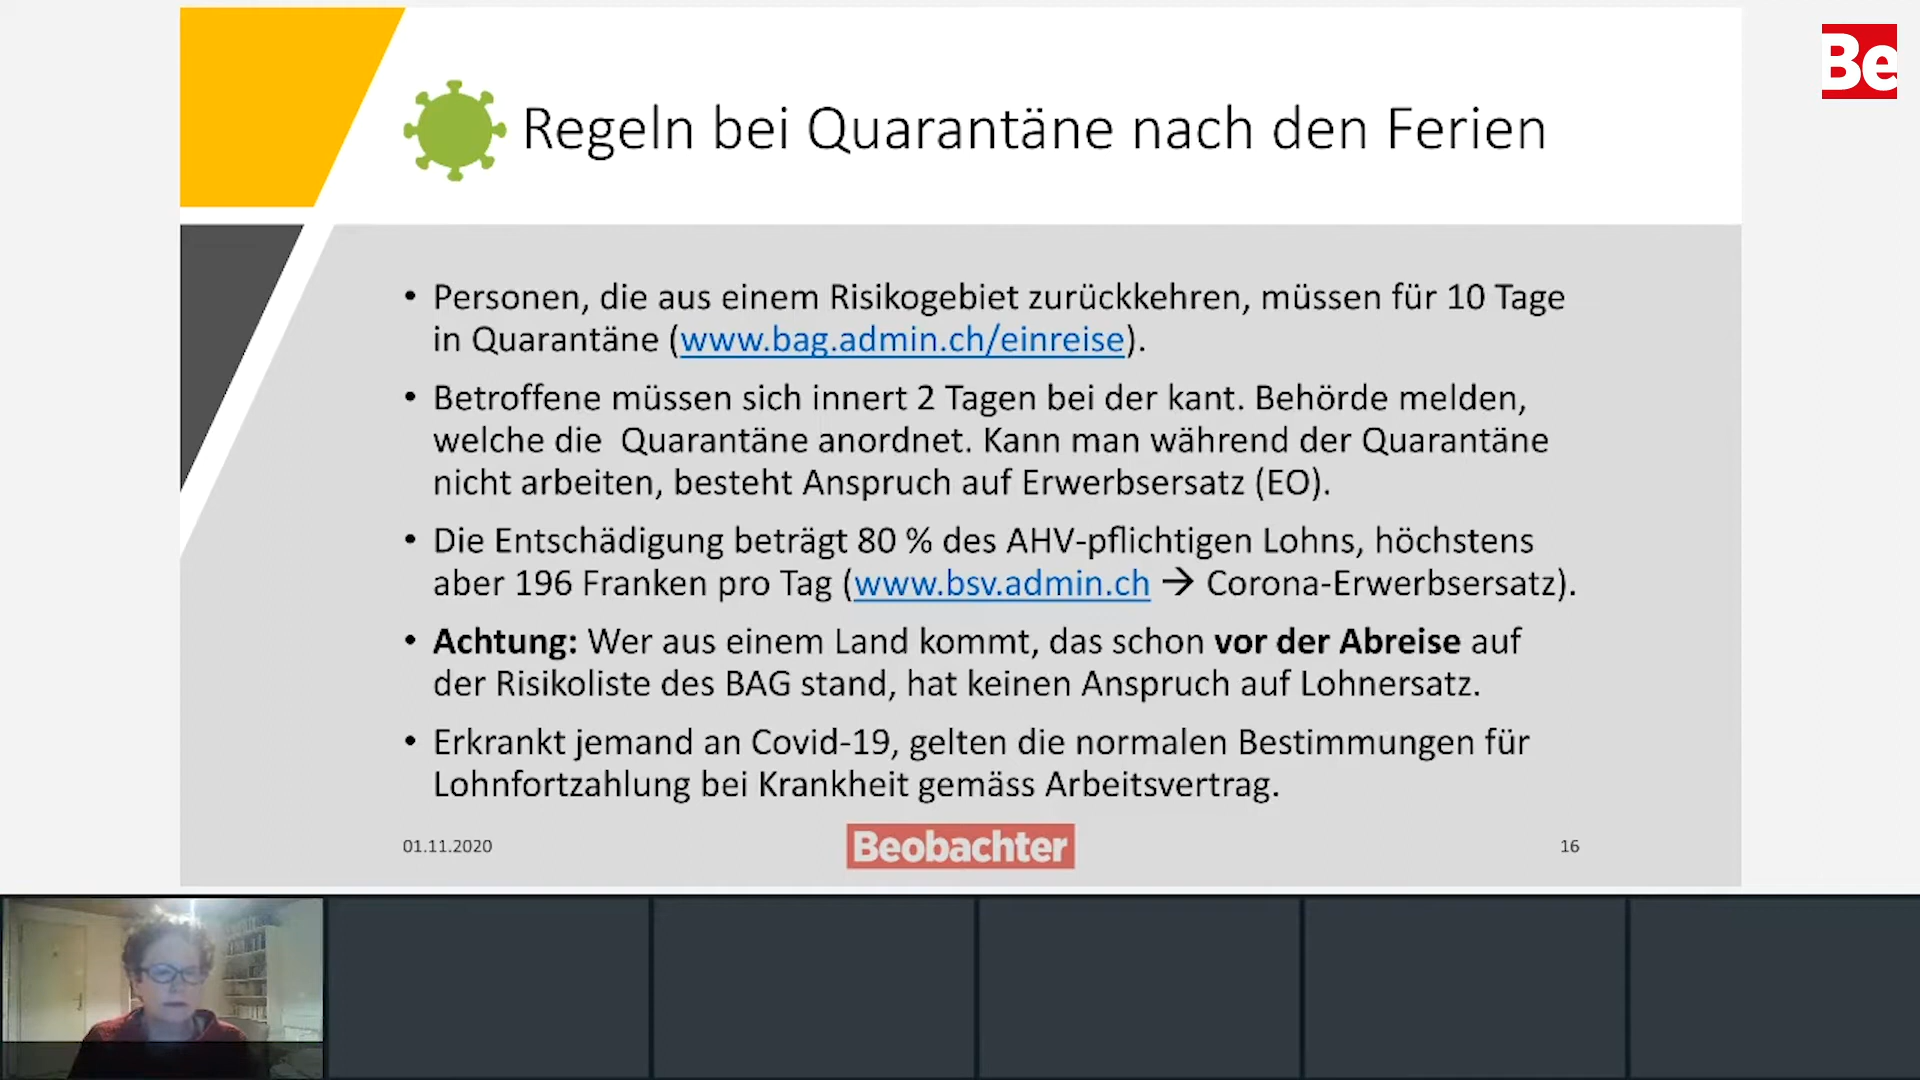 Be
Regeln bei Quarantäne nach den Ferien
• Personen, die aus einem Risikogebiet zurückkehren, müssen für 10 Tage
in Quarantäne (www.bag.admin.ch/einreise).
• Betroffene müssen sich innert 2 Tagen bei der kant. Behörde melden,
welche die  Quarantäne anordnet. Kann man während der Quarantäne
nicht arbeiten, besteht Anspruch auf Erwerbsersatz (EO).
• Die Entschädigung beträgt 80 % des AHV-pflichtigen Lohns, höchstens
aber 196 Franken pro Tag (www.bsv.admin.ch → Corona-Erwerbsersatz).
• Achtung: Wer aus einem Land kommt, das schon vor der Abreise auf
der Risikoliste des BAG stand, hat keinen Anspruch auf Lohnersatz.
• Erkrankt jemand an Covid-19, gelten die normalen Bestimmungen für
Lohnfortzahlung bei Krankheit gemäss Arbeitsvertrag.
01.11.2020
Beobachter
16